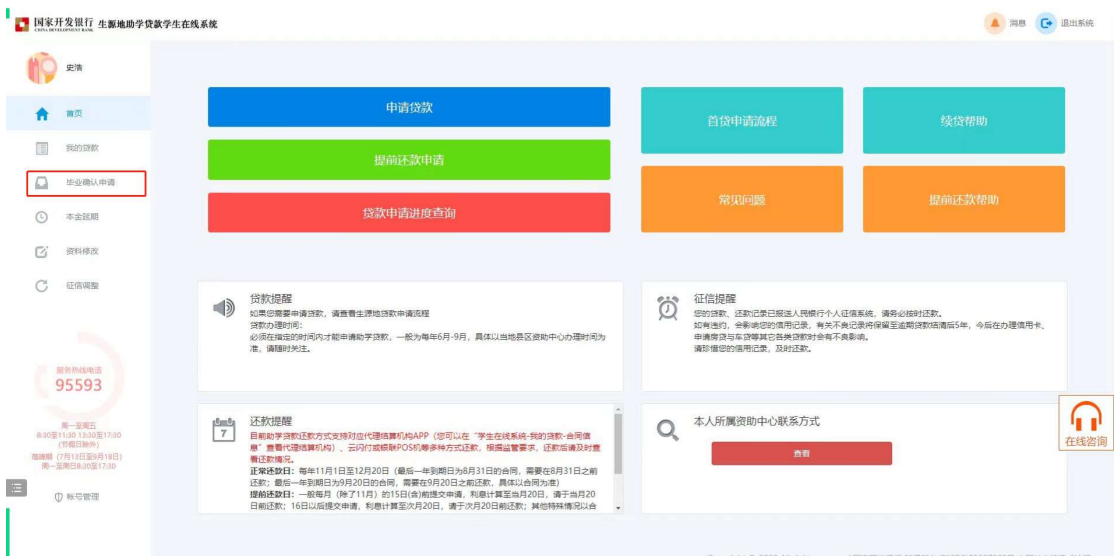 国家开发银行 生源地助学贷款学生在线系统
CHINA DEVELOPMENT BANK
消息
退出系统
史浩
首页
我的贷款
毕业确认申请
本金延期
资料修改
征信调整
服务热线电话
95593
周一至周五
8:30至11:30 13:30至17:30
(节假日除外)
高峰期（7月13日至9月18日）
周一至周日8:30至17:30
帐号管理
申请贷款
提前还款申请
贷款申请进度查询
首贷申请流程
续贷帮助
常见问题
提前还款帮助
贷款提醒
如果您需要申请贷款，请查看生源地贷款申请流程
贷款办理时间：
必须在指定的时间内才能申请助学贷款，一般为每年6月-9月，具体以当地县区资助中心办理时间为
准，请随时关注。
征信提醒
您的贷款、还款记录已报送人民银行个人征信系统，请务必按时还款。
如有违约，会影响您的信用记录，有关不良记录将保留至逾期贷款结清后5年，今后在办理信用卡、
申请房贷与车贷等其它各类贷款时会有不良影响。
请珍惜您的信用记录，及时还款。
7
还款提醒
目前助学贷款还款方式支持对应代理结算机构APP（您可以在“学生在线系统-我的贷款-合同信
息”查看代理结算机构）、云闪付或银联POS机等多种方式还款，根据监管要求，还款后请及时查
看还款情况。
正常还款日：每年11月1日至12月20日（最后一年到期日为8月31日的合同，需要在8月31日之前
还款；最后一年到期日为9月20日的合同，需要在9月20日之前还款，具体以合同为准）
提前还款日：一般每月（除了11月）的15日(含)前提交申请，利息计算至当月20日，请于当月20
日前还款；16日以后提交申请，利息计算至次月20日，请于次月20日前还款；其他特殊情况以合
本人所属资助中心联系方式
查看
在线咨询